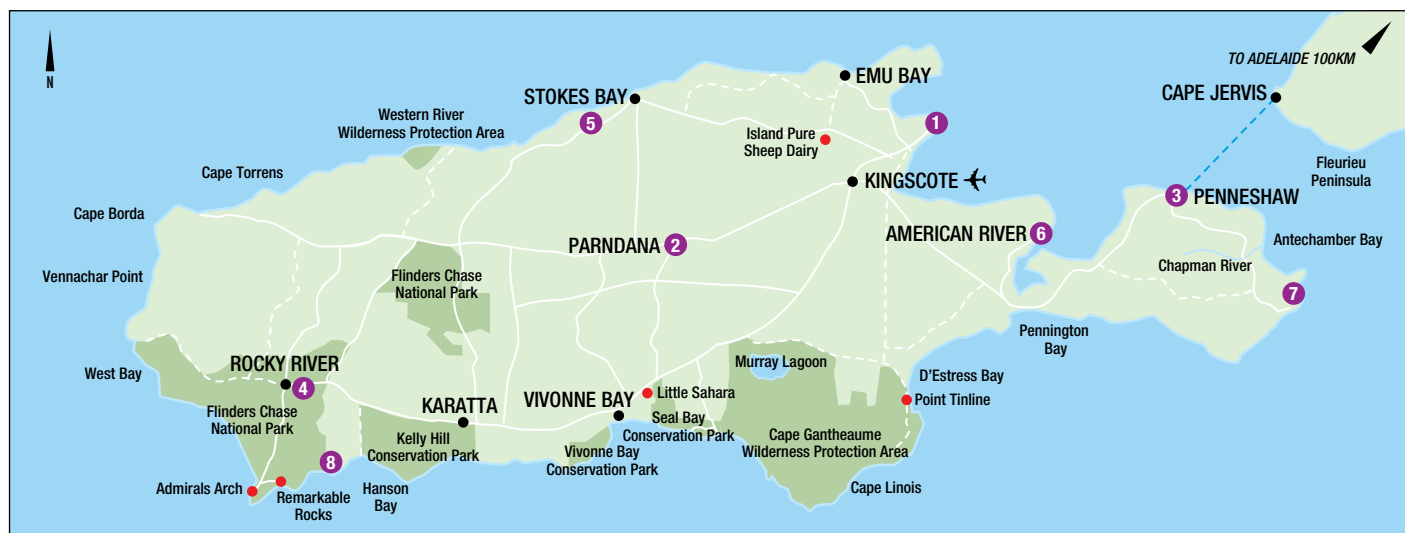 N
TO ADELAIDE 100KM
EMU BAY
CAPE JERVIS
STOKES BAY
Western River
Wilderness Protection Area
5
1
Island Pure
Sheep Dairy
Fleurieu
Peninsula
Cape Torrens
KINGSCOTE
3
PENNESHAW
Cape Borda
PARNDANA
2
AMERICAN RIVER
6
Antechamber Bay
Vennachar Point
Flinders Chase
National Park
Chapman River
7
Pennington
Bay
West Bay
ROCKY RIVER
4
Murray Lagoon
D'Estress Bay
Point Tinline
Little Sahara
KARATTA
VIVONNE BAY
Seal Bay
Conservation Park
Flinders Chase
National Park
Kelly Hill
Conservation Park
Vivonne Bay
Conservation Park
Cape Gantheaume
Wilderness Protection Area
8
Admirals Arch
Remarkable
Rocks
Hanson
Bay
Cape Linois